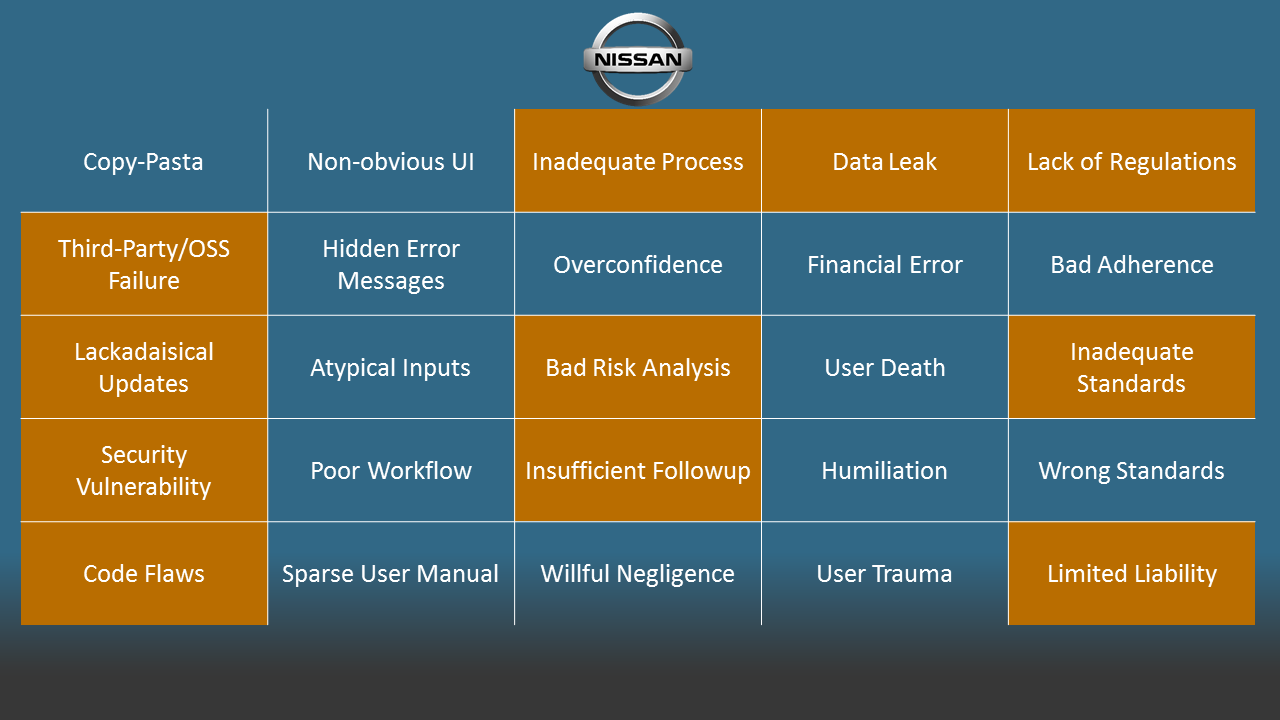 NISSAN
Copy-Pasta
Non-obvious UI
Inadequate Process
Data Leak
Lack of Regulations
Third-Party/OSS
Failure
Hidden Error
Messages
Overconfidence
Financial Error
Bad Adherence
Lackadaisical
Updates
Atypical Inputs
Bad Risk Analysis
User Death
Inadequate
Standards
Security
Vulnerability
Poor Workflow
Insufficient Followup
Humiliation
Wrong Standards
Code Flaws
Sparse User Manual
Willful Negligence
User Trauma
Limited Liability